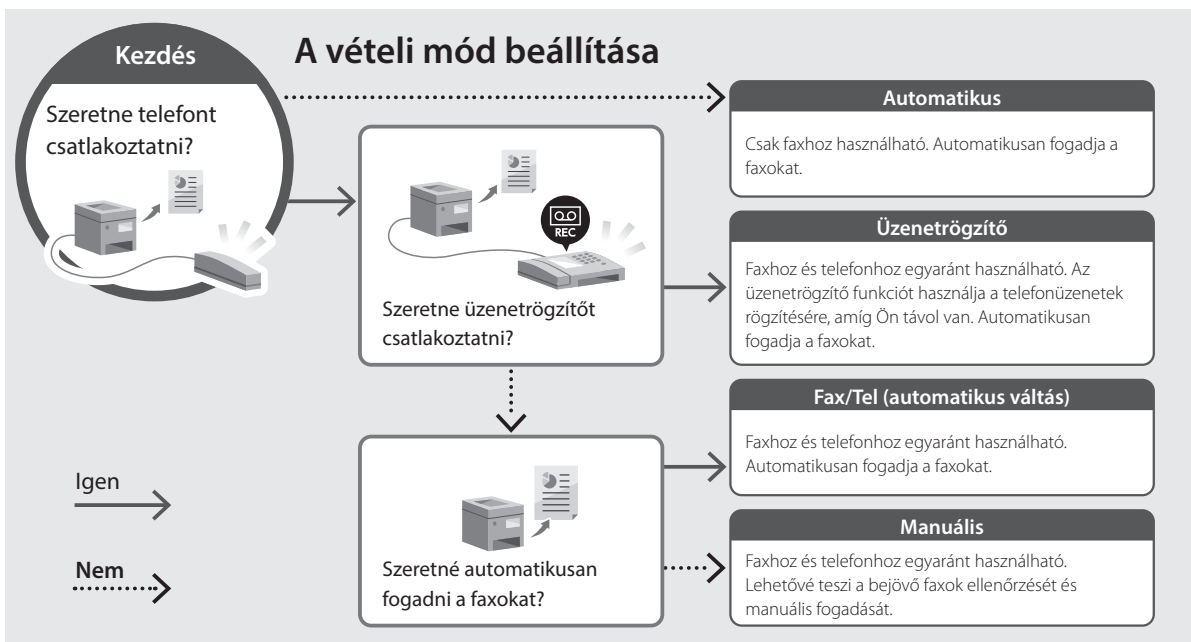 Kezdés
A vételi mód beállítása
Szeretne telefont
csatlakoztatni?
Automatikus
Csak faxhoz használható. Automatikusan fogadja a
faxokat.
REC
Szeretne üzenetrögzítőt
csatlakoztatni?
Üzenetrögzítő
Faxhoz és telefonhoz egyaránt használható. Az
üzenetrögzítő funkciót használja a telefonüzenetek
rögzítésére, amíg Ön távol van. Automatikusan
fogadja a faxokat.
Fax/Tel (automatikus váltás)
Faxhoz és telefonhoz egyaránt használható.
Automatikusan fogadja a faxokat.
Igen
Nem
Szeretné automatikusan
fogadni a faxokat?
Manuális
Faxhoz és telefonhoz egyaránt használható.
Lehetővé teszi a bejövő faxok ellenőrzését és
manuális fogadását.